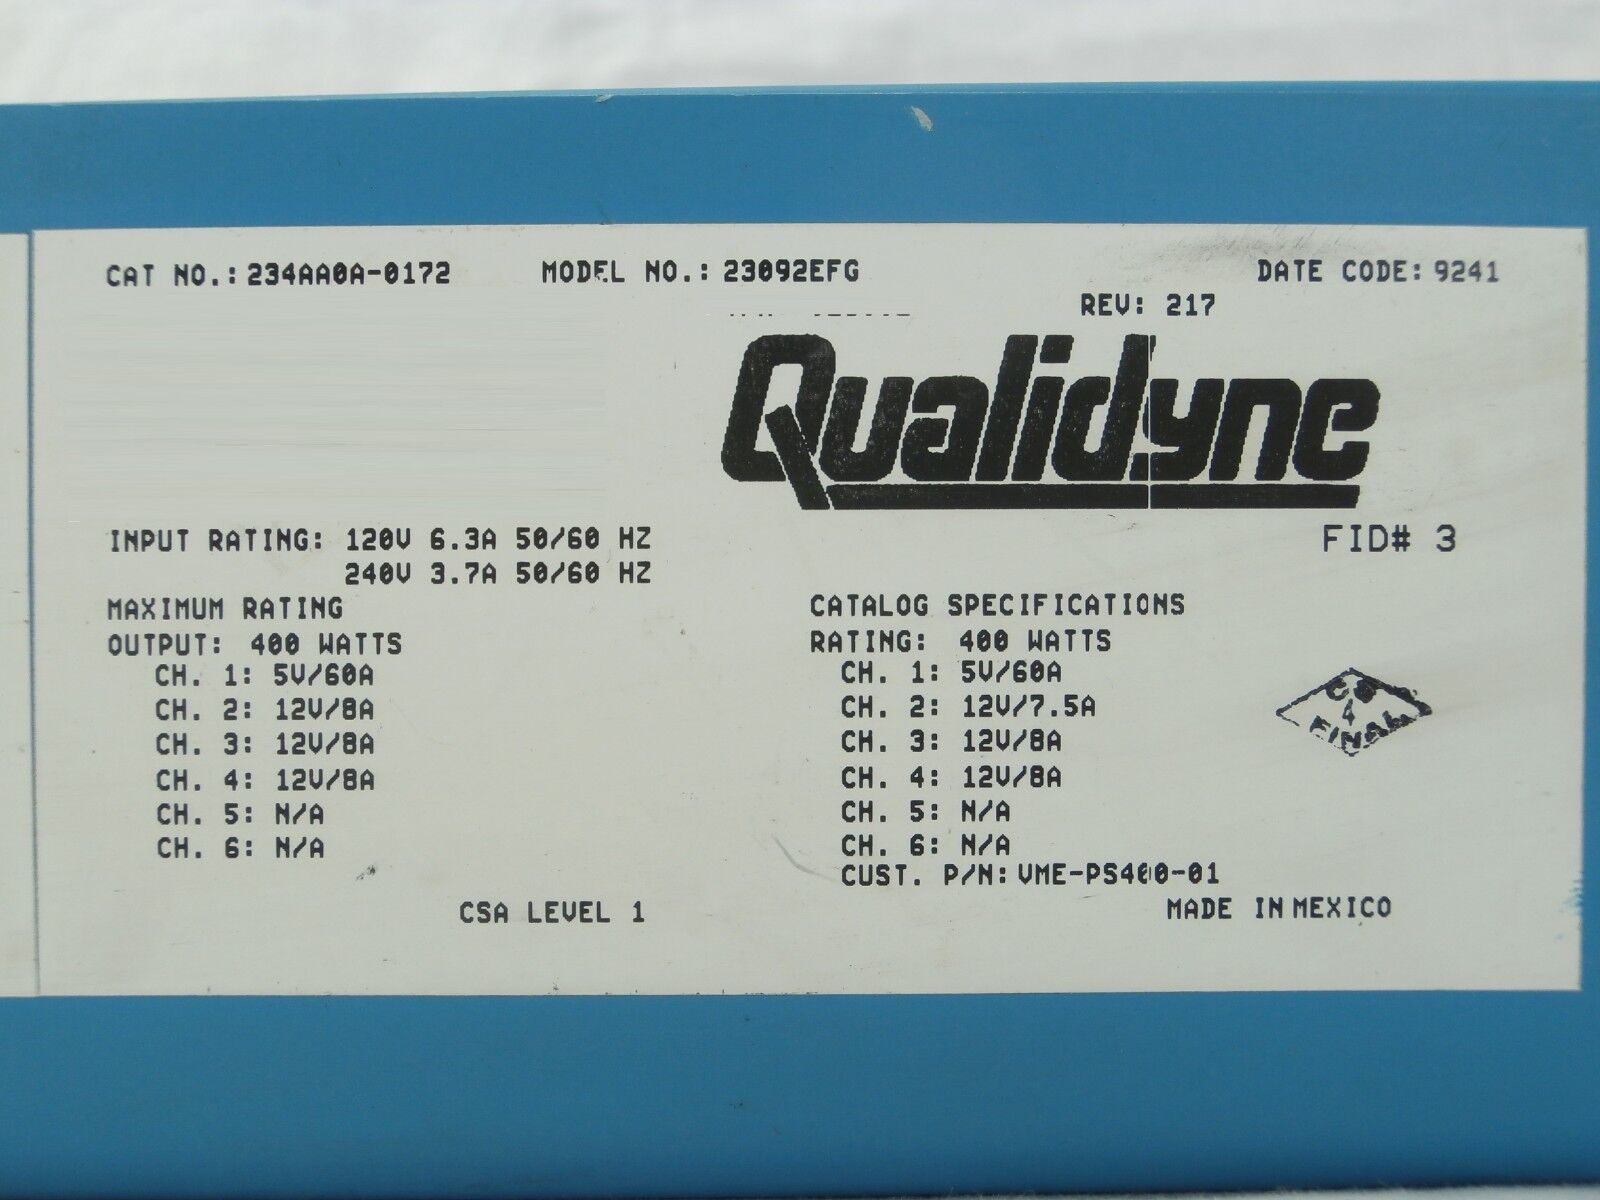 CAT NO.: 234AA0A-0172 MODEL NO.: 23092EFG DATE CODE: 9241
REV: 217
Qualidyne
INPUT RATING: 120V 6.3A 50/60 HZ
240V 3.7A 50/60 HZ
FID# 3
MAXIMUM RATING
OUTPUT: 400 WATTS
CH. 1: 5V/60A
CH. 2: 12V/8A
CH. 3: 12V/8A
CH. 4: 12V/8A
CH. 5: N/A
CH. 6: N/A
CSA LEVEL 1
CATALOG SPECIFICATIONS
RATING: 400 WATTS
CH. 1: 5V/60A
CH. 2: 12V/7.5A
CH. 3: 12V/8A
CH. 4: 12V/8A
CH. 5: N/A
CH. 6: N/A
CUST. P/N: VME-PS400-01
MADE IN MEXICO
4
FINAL